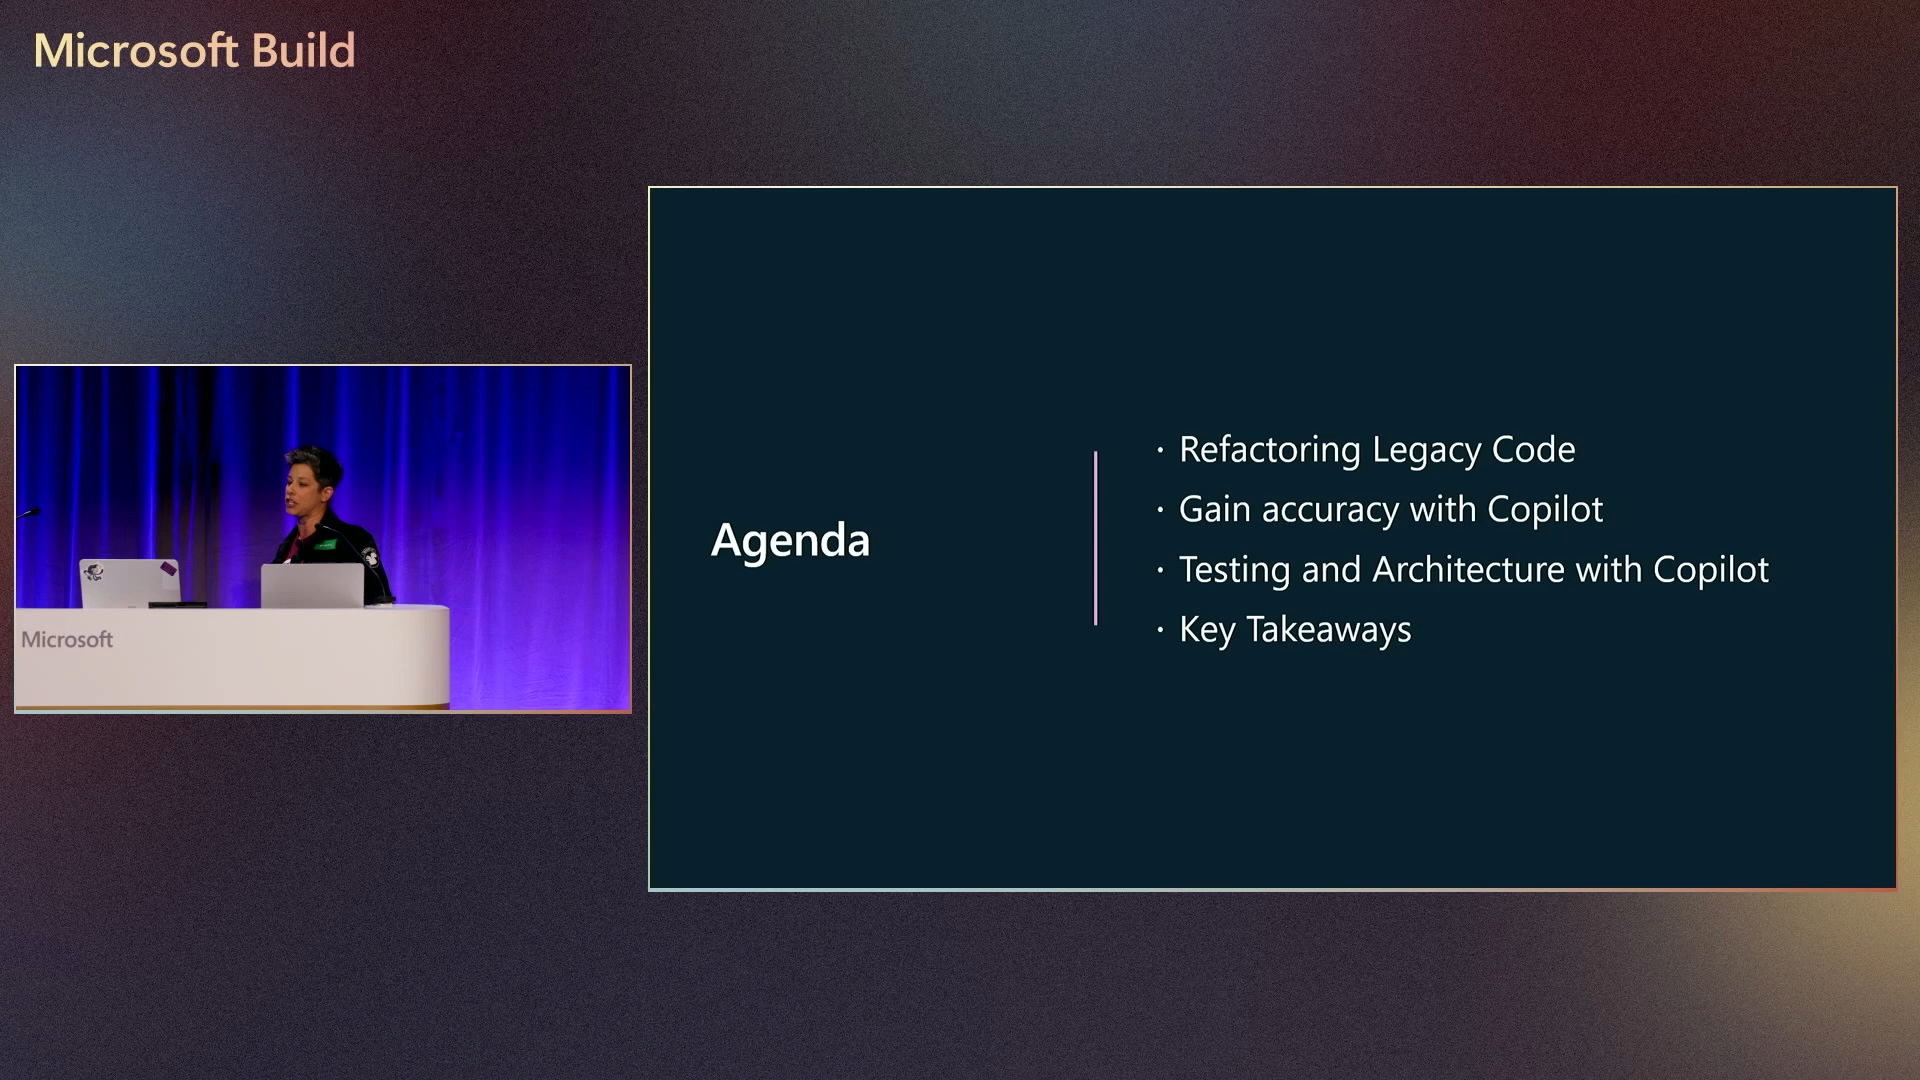 Microsoft Build
Agenda
· Refactoring Legacy Code
· Gain accuracy with Copilot
· Testing and Architecture with Copilot
· Key Takeaways
Microsoft